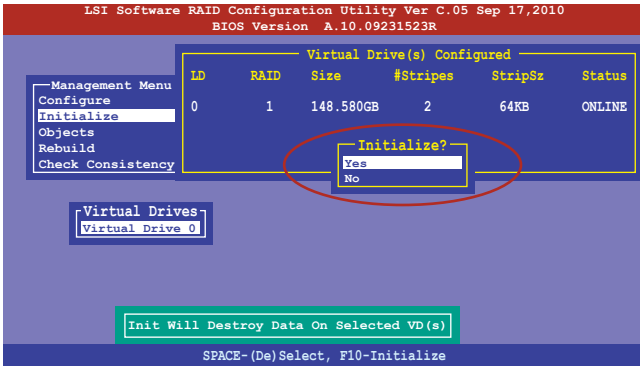 LSI Software RAID Configuration Utility Ver C.05 Sep 17,2010
BIOS Version A.10.09231523R
Virtual Drive(s) Configured
LD RAID Size #Stripes StripSz Status
0 1 148.580GB 2 64KB ONLINE
Management Menu
Configure
Initialize
Objects
Rebuild
Check Consistency
Initialize?
Yes
No
Virtual Drives
Virtual Drive 0
Init Will Destroy Data On Selected VD(s)
SPACE-(De)Select, F10-Initialize